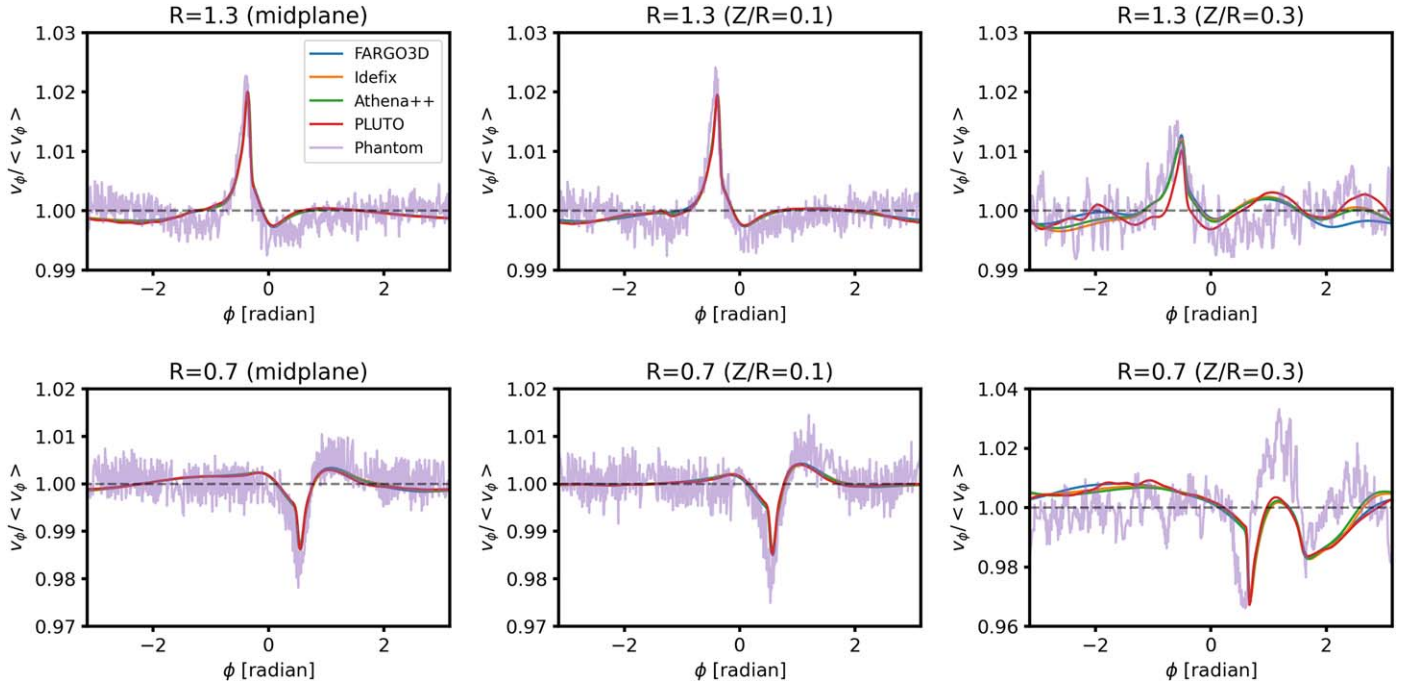 R=1.3 (midplane)
1.03
1.02
1.01
1.00
0.99
v_ϕ/ < v_ϕ >
FARGO3D
Idefix
Athena++
PLUTO
Phantom
−2
0
2
ϕ [radian]
R=1.3 (Z/R=0.1)
1.03
1.02
1.01
1.00
0.99
v_ϕ/ < v_ϕ >
−2
0
2
ϕ [radian]
R=1.3 (Z/R=0.3)
1.03
1.02
1.01
1.00
0.99
v_ϕ/ < v_ϕ >
−2
0
2
ϕ [radian]
R=0.7 (midplane)
1.02
1.01
1.00
0.99
0.98
0.97
v_ϕ/ < v_ϕ >
−2
0
2
ϕ [radian]
R=0.7 (Z/R=0.1)
1.02
1.01
1.00
0.99
0.98
0.97
v_ϕ/ < v_ϕ >
−2
0
2
ϕ [radian]
R=0.7 (Z/R=0.3)
1.04
1.02
1.00
0.98
0.96
v_ϕ/ < v_ϕ >
−2
0
2
ϕ [radian]